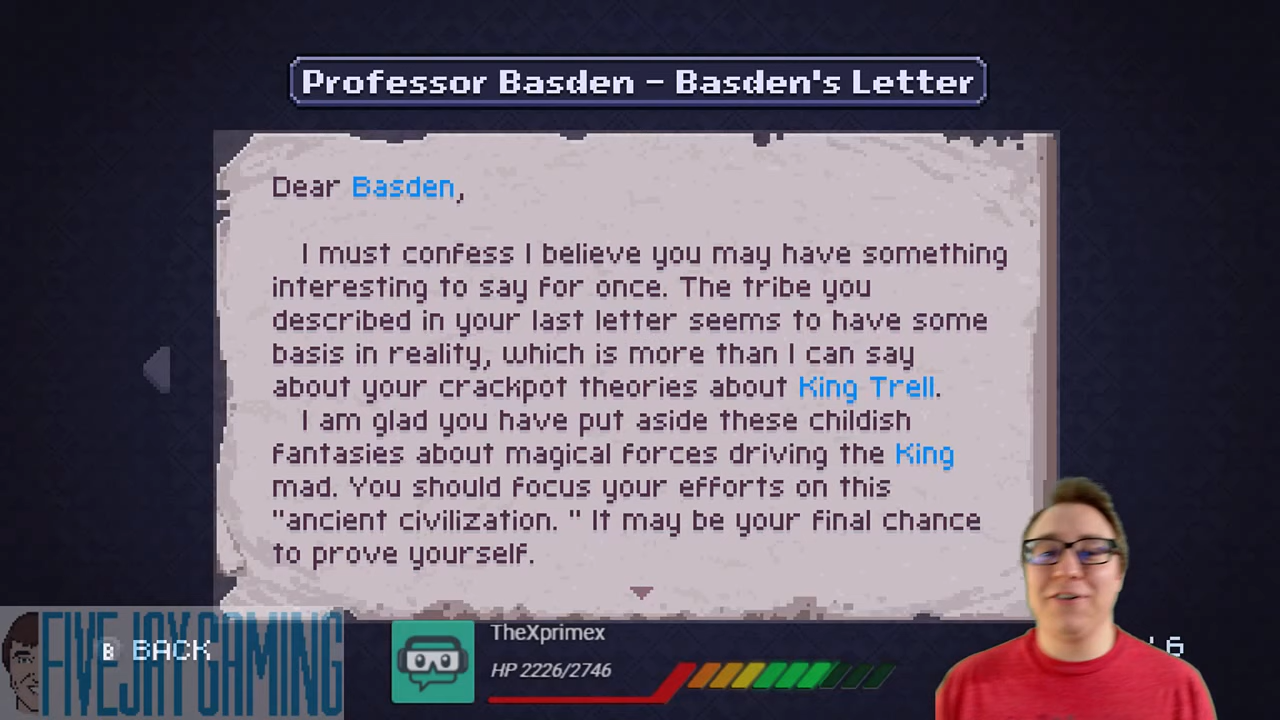 Professor Basden - Basden's Letter
Dear Basden,
I must confess I believe you may have something
interesting to say for once. The tribe you
described in your last letter seems to have some
basis in reality, which is more than I can say
about your crackpot theories about King Trell.
I am glad you have put aside these childish
fantasies about magical forces driving the King
mad. You should focus your efforts on this
"ancient civilization. " It may be your final chance
to prove yourself.
FIVEJAYGAMING
B BACK
TheXprimex
HP 2226/2746